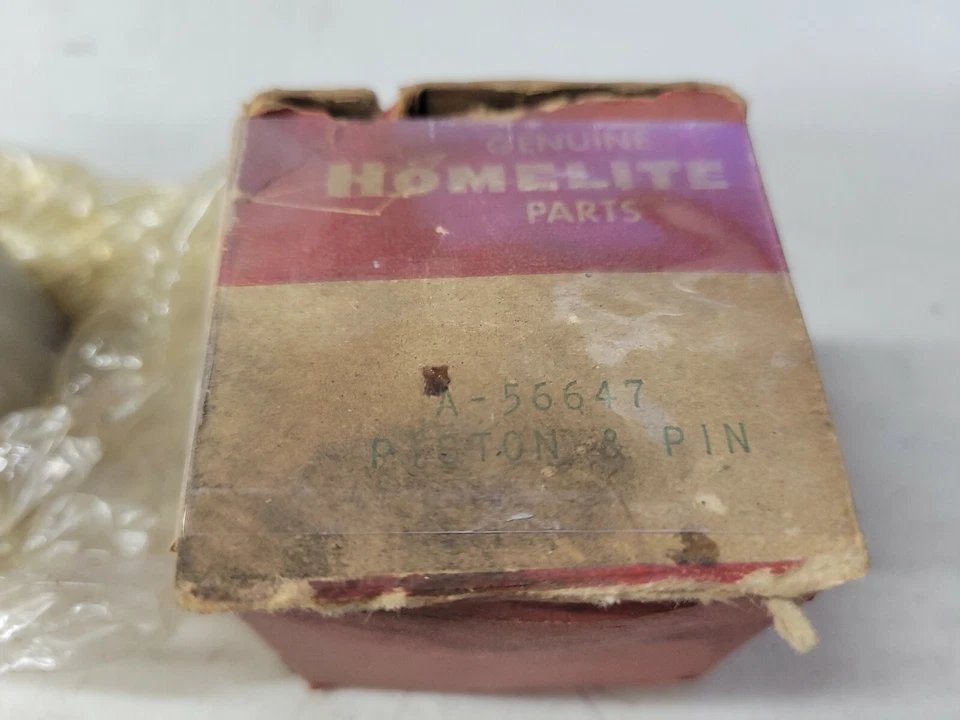 GENUINE
HOMELITE
PARTS
A-56647
PISTON & PIN